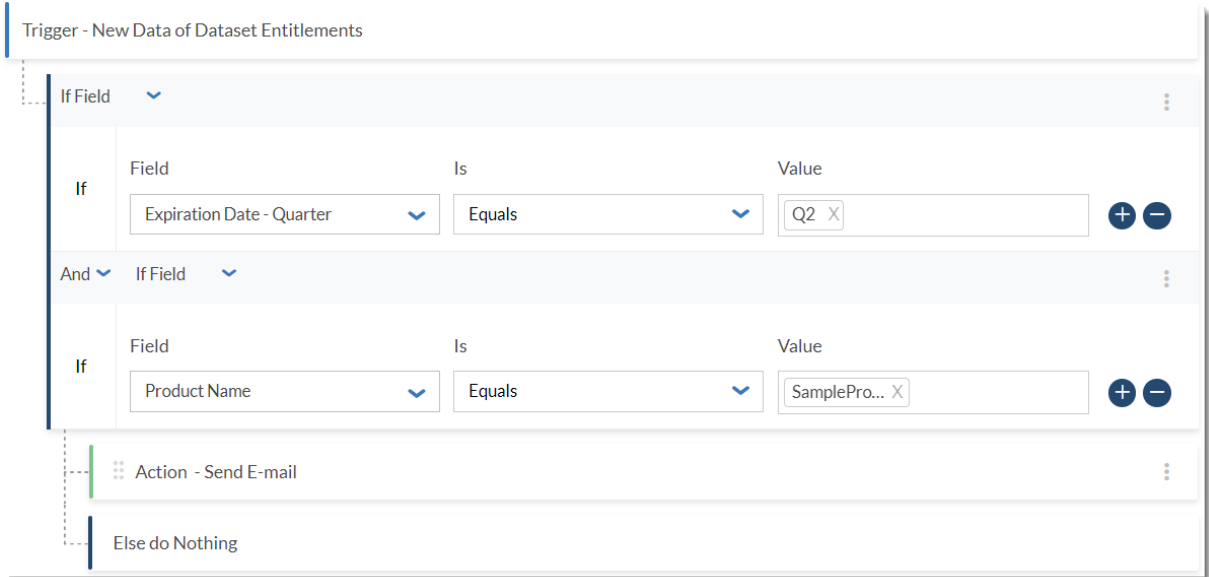 Trigger - New Data of Dataset Entitlements
If Field
If
Field Is Value
Expiration Date - Quarter Equals Q2 X
And If Field
If
Field Is Value
Product Name Equals SamplePro... X
Action - Send E-mail
Else do Nothing